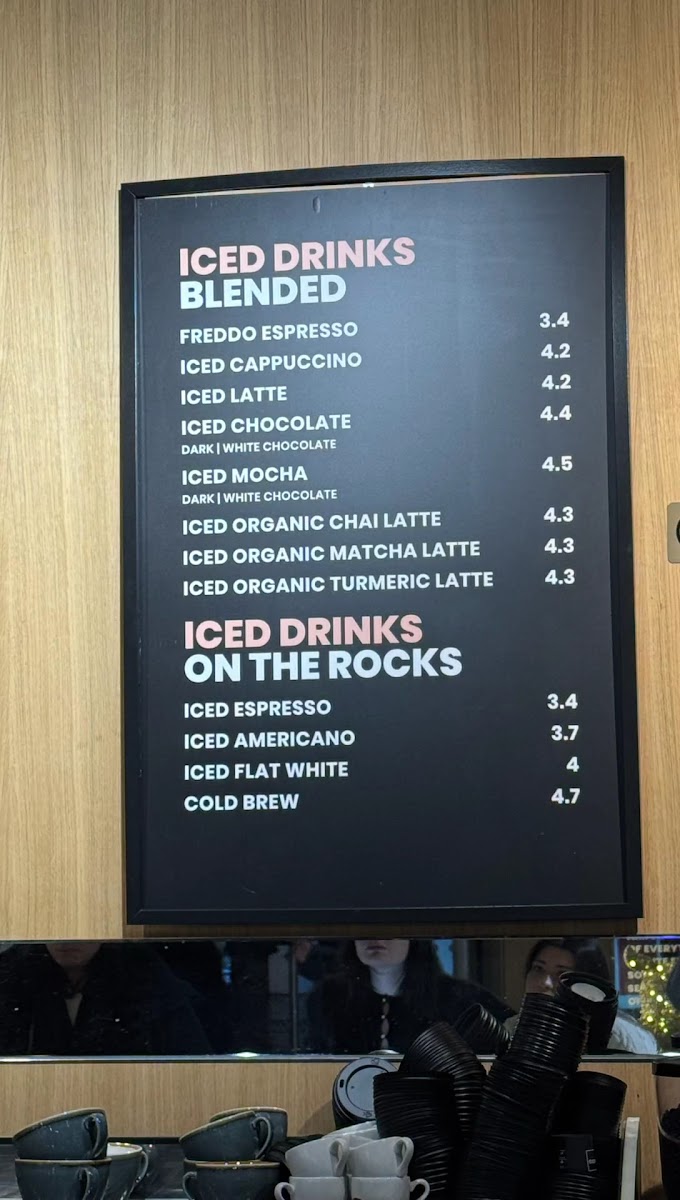 ICED DRINKS
BLENDED
FREDDO ESPRESSO 3.4
ICED CAPPUCCINO 4.2
ICED LATTE 4.2
ICED CHOCOLATE 4.4
DARK | WHITE CHOCOLATE
ICED MOCHA 4.5
DARK | WHITE CHOCOLATE
ICED ORGANIC CHAI LATTE 4.3
ICED ORGANIC MATCHA LATTE 4.3
ICED ORGANIC TURMERIC LATTE 4.3
ICED DRINKS
ON THE ROCKS
ICED ESPRESSO 3.4
ICED AMERICANO 3.7
ICED FLAT WHITE 4
COLD BREW 4.7